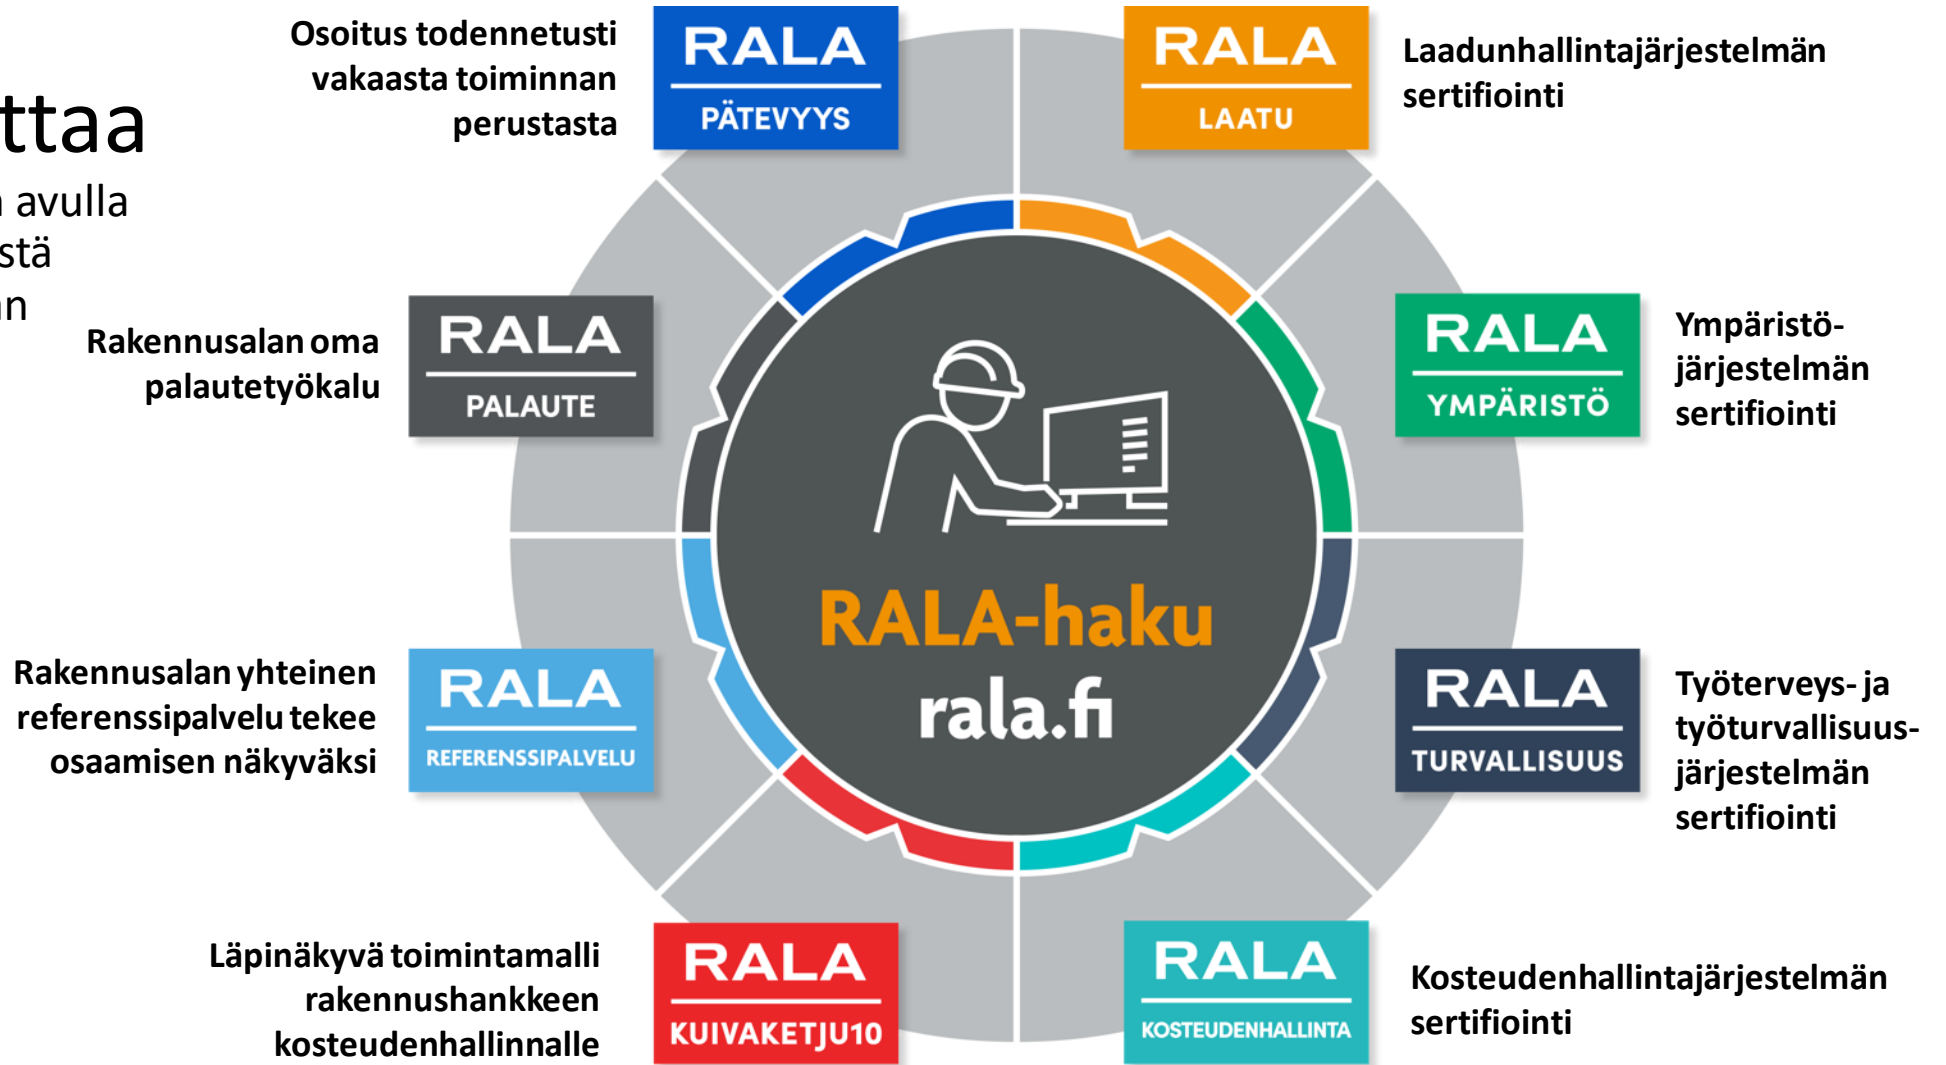 ttaa
avulla
Osoitus todennetusti
vakaasta toiminnan
perustasta
RALA
PÄTEVYYS
RALA
LAATU
Laadunhallintajärjestelmän
sertifiointi
Rakennusalan oma
palautetyökalu
RALA
PALAUTE
RALA
YMPÄRISTÖ
Ympäristö-
järjestelmän
sertifiointi
RALA-haku
rala.fi
Rakennusalan yhteinen
referenssipalvelu tekee
osaamisen näkyväksi
RALA
REFERENSSIPALVELU
RALA
TURVALLISUUS
Työterveys- ja
työturvallisuus-
järjestelmän
sertifiointi
Läpinäkyvä toimintamalli
rakennushankkeen
kosteudenhallinnalle
RALA
KUIVAKETJU10
RALA
KOSTEUDENHALLINTA
Kosteudenhallintajärjestelmän
sertifiointi